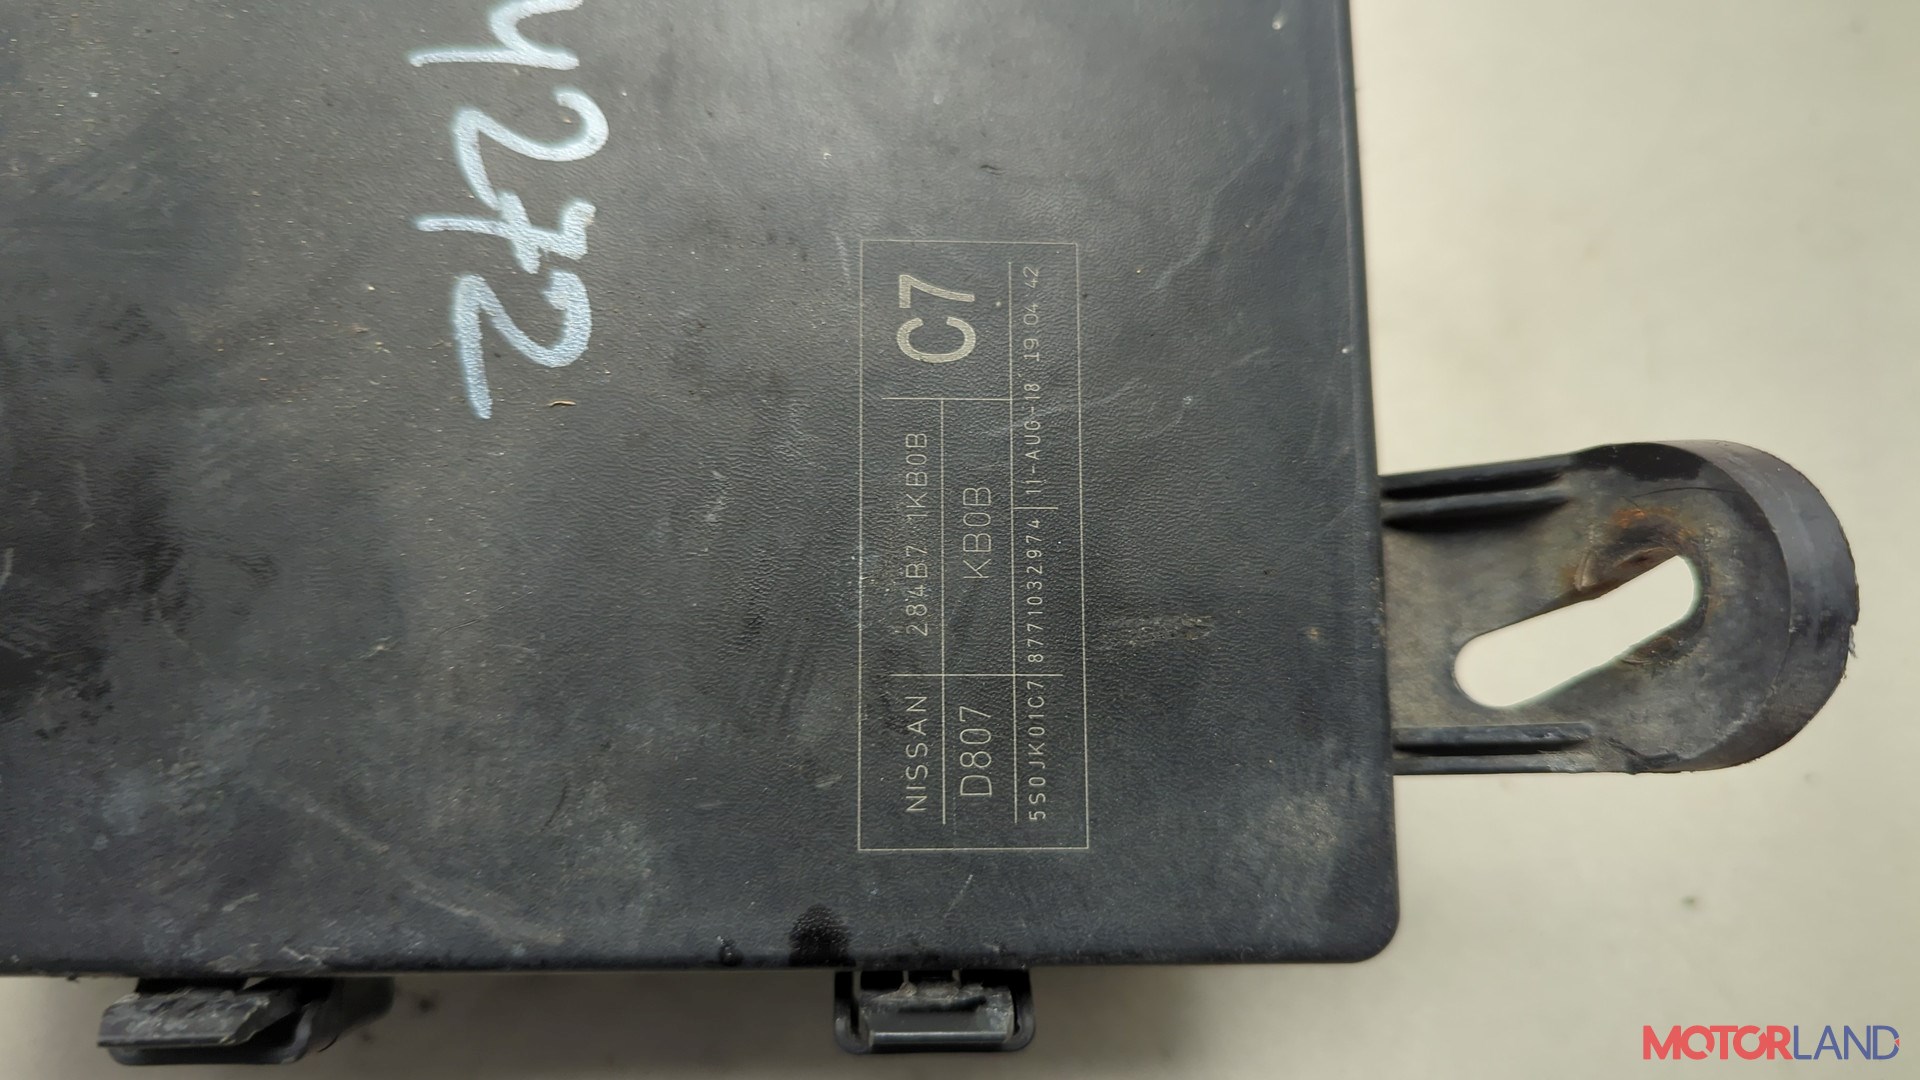 4272
NISSAN 284B7 1KB0B C7
D807 KB0B
5S0JK01C7 8771032974 11-AUG-18 19 04 42
MOTORLAND